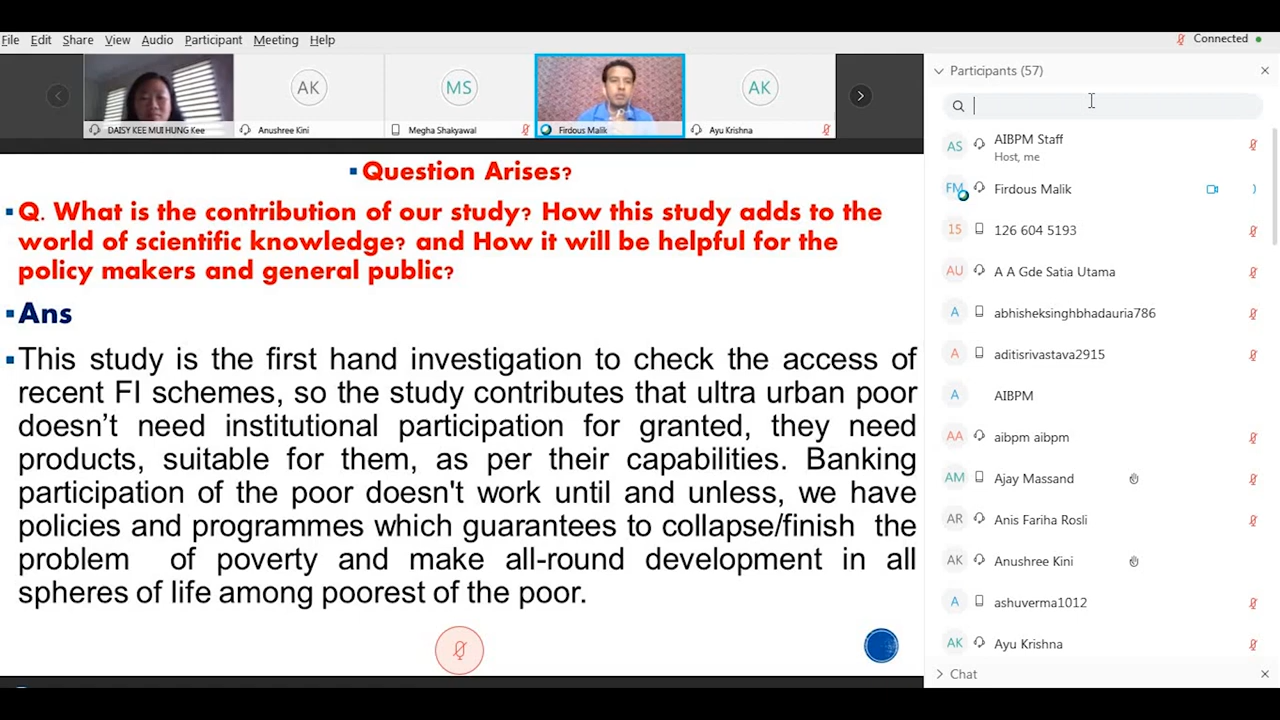 File Edit Share View Audio Participant Meeting Help
Connected
AK
MS
AK
DAISY KEE MUI HUNG Kee
Anushree Kini
Megha Shakyawal
Firdous Malik
Ayu Krishna
Question Arises?
Q. What is the contribution of our study? How this study adds to the
world of scientific knowledge? and How it will be helpful for the
policy makers and general public?
Ans
This study is the first hand investigation to check the access of
recent FI schemes, so the study contributes that ultra urban poor
doesn’t need institutional participation for granted, they need
products, suitable for them, as per their capabilities. Banking
participation of the poor doesn't work until and unless, we have
policies and programmes which guarantees to collapse/finish the
problem of poverty and make all-round development in all
spheres of life among poorest of the poor.
Participants (57)
AS AIBPM Staff
Host, me
FM Firdous Malik
15 126 604 5193
AU A A Gde Satia Utama
A abhisheksinghbhadauria786
A aditisrivastava2915
A AIBPM
AA aibpm aibpm
AM Ajay Massand
AR Anis Fariha Rosli
AK Anushree Kini
A ashuverma1012
AK Ayu Krishna
Chat